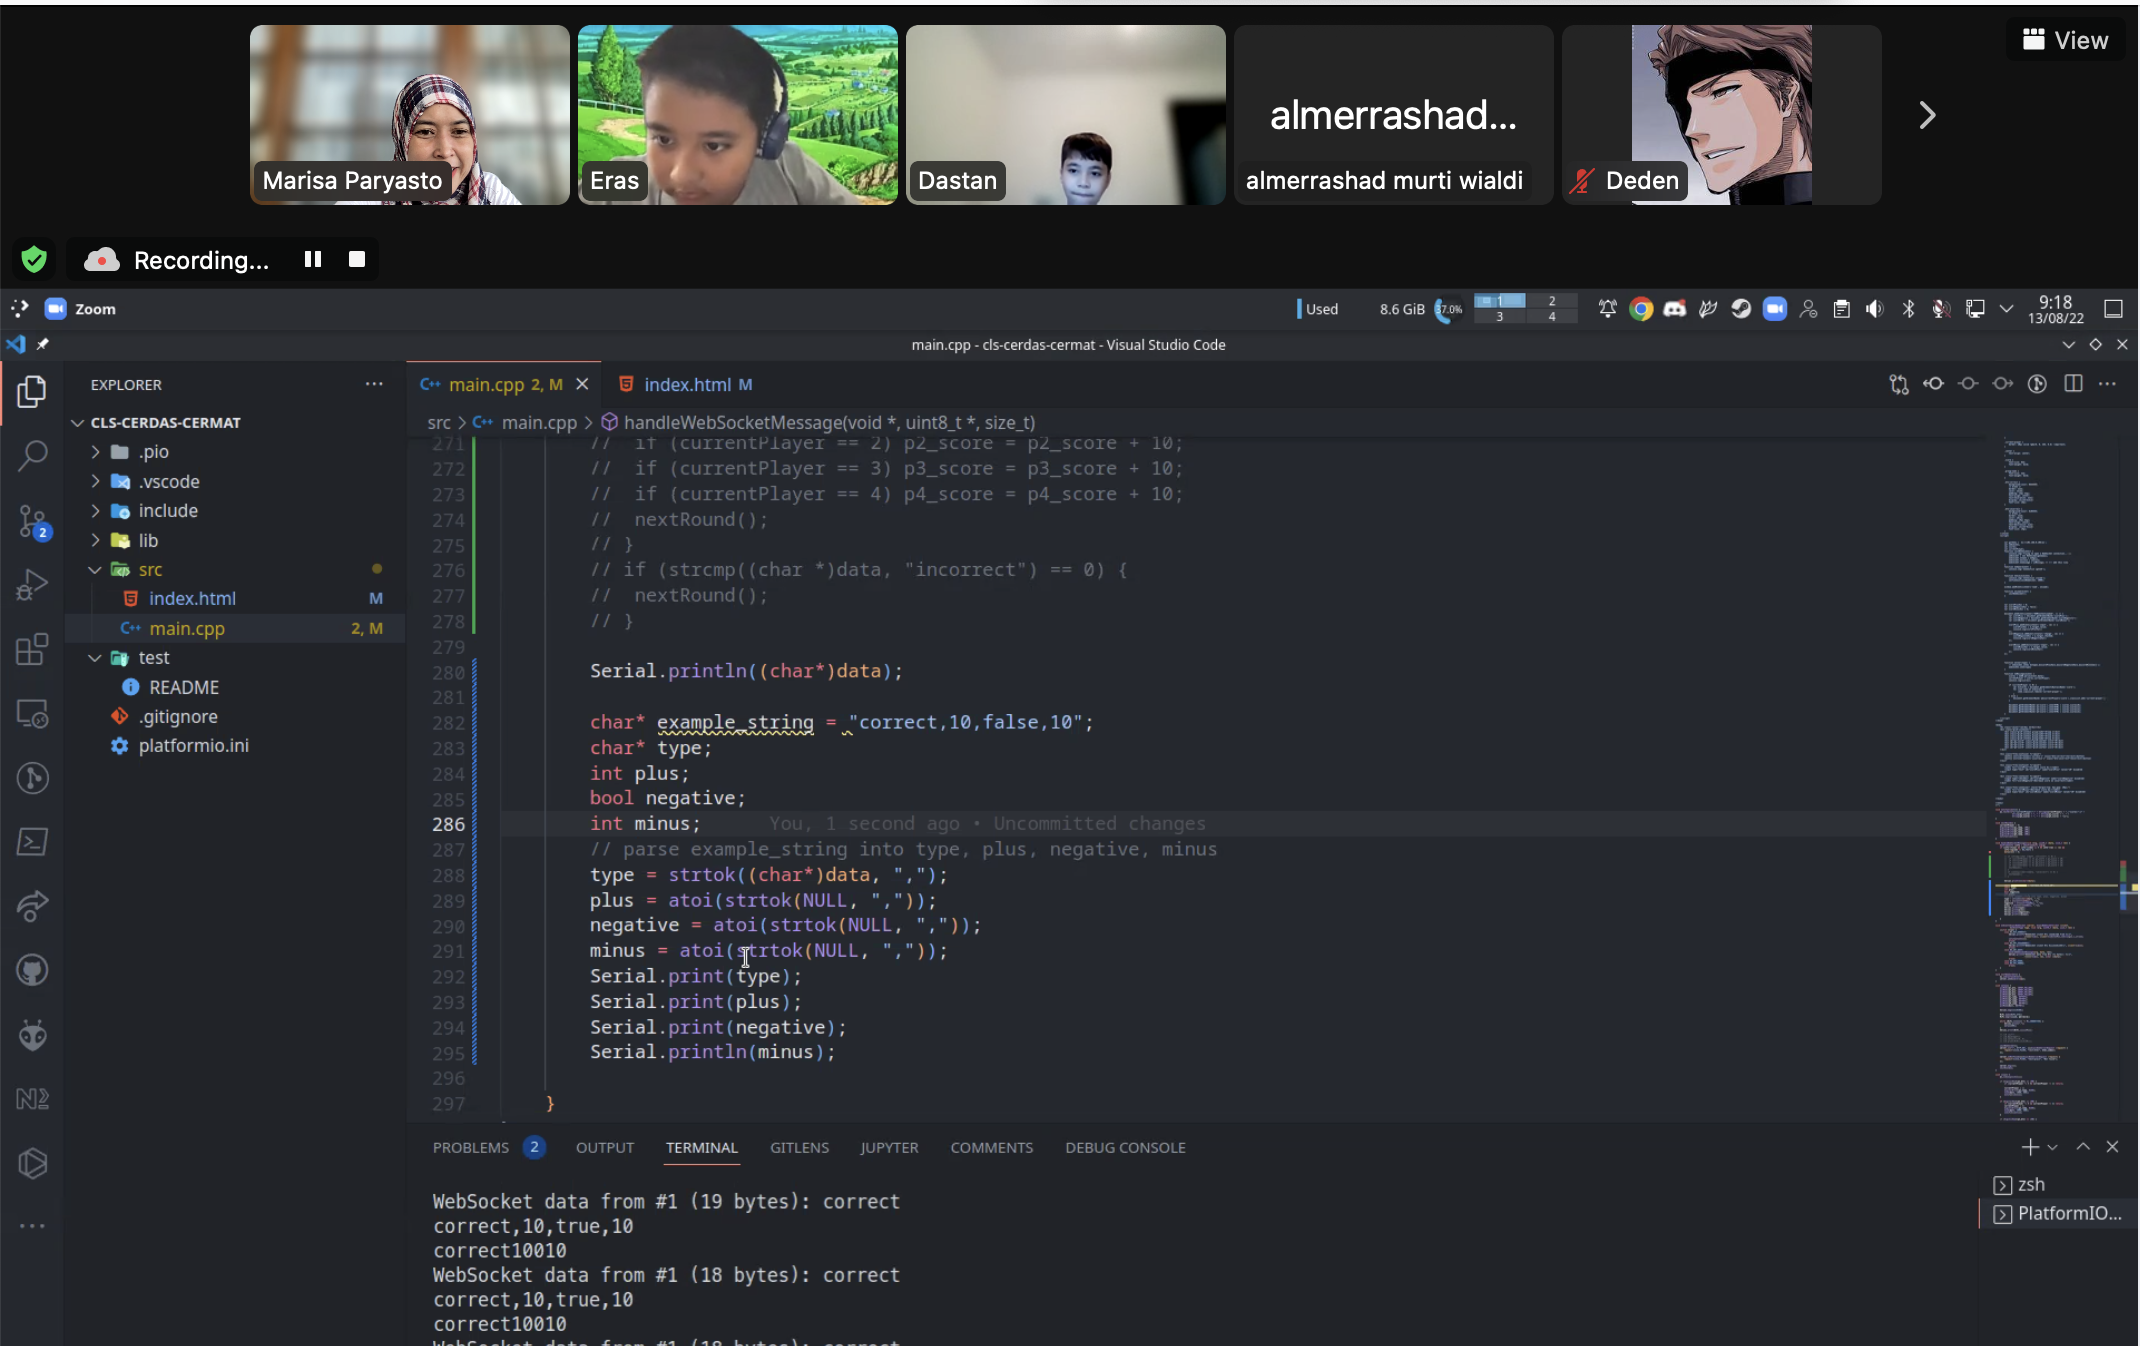 View
almerrashad...
Marisa Paryasto
Eras
Dastan
almerrashad murti wialdi
Deden
Recording...
Zoom
Used 8.6 GiB 37.0% 1 2 3 4
9:18
13/08/22
main.cpp - cls-cerdas-cermat - Visual Studio Code
EXPLORER
main.cpp 2, M
index.html M
src > main.cpp > handleWebSocketMessage(void *, uint8_t *, size_t)
CLS-CERDAS-CERMAT
.pio
.vscode
include
lib
src
index.html M
main.cpp 2, M
test
README
.gitignore
platformio.ini
2
271 // if (currentPlayer == 2) p2_score = p2_score + 10;
272 // if (currentPlayer == 3) p3_score = p3_score + 10;
273 // if (currentPlayer == 4) p4_score = p4_score + 10;
274 // nextRound();
275 // }
276 // if (strcmp((char *)data, "incorrect") == 0) {
277 // nextRound();
278 // }
279
280 Serial.println((char*)data);
281
282 char* example_string = "correct,10,false,10";
283 char* type;
284 int plus;
285 bool negative;
286 int minus; You, 1 second ago • Uncommitted changes
287 // parse example_string into type, plus, negative, minus
288 type = strtok((char*)data, ",");
289 plus = atoi(strtok(NULL, ","));
290 negative = atoi(strtok(NULL, ","));
291 minus = atoi(strtok(NULL, ","));
292 Serial.print(type);
293 Serial.print(plus);
294 Serial.print(negative);
295 Serial.println(minus);
296
297 }
PROBLEMS 2 OUTPUT TERMINAL GITLENS JUPYTER COMMENTS DEBUG CONSOLE
WebSocket data from #1 (19 bytes): correct
correct,10,true,10
correct10010
WebSocket data from #1 (18 bytes): correct
correct,10,true,10
correct10010
WebSocket data from #1 (18 bytes): correct
zsh
PlatformIO...